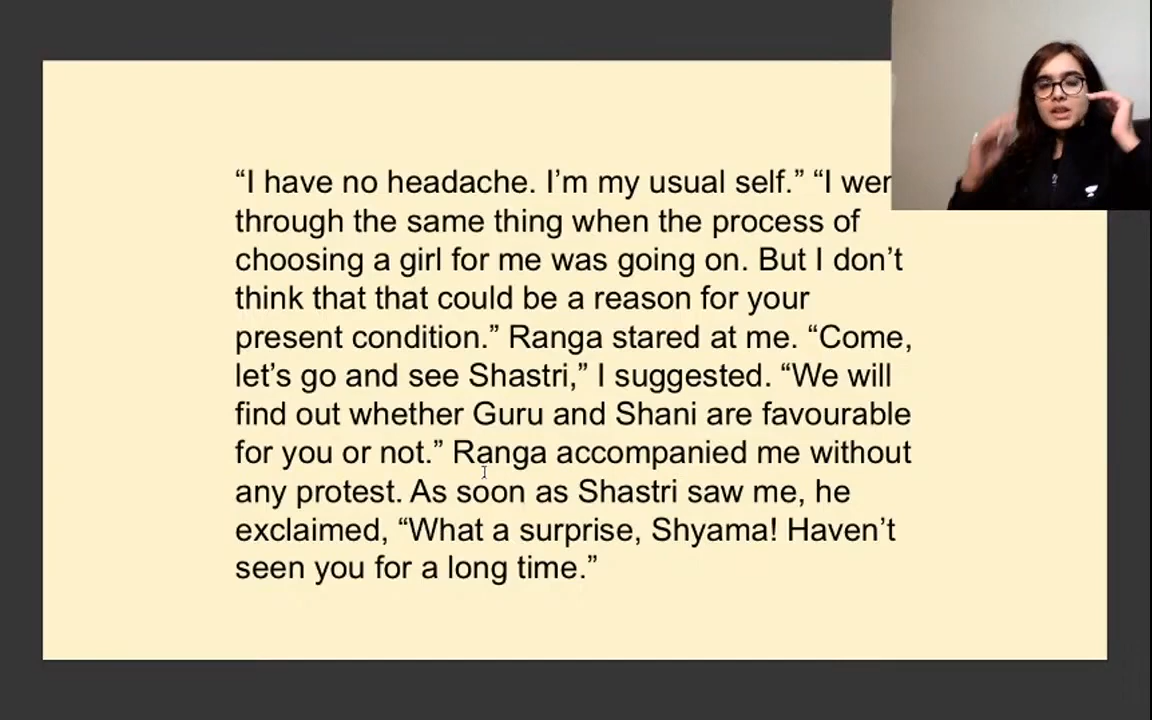 “I have no headache. I’m my usual self.” “I wer
through the same thing when the process of
choosing a girl for me was going on. But I don’t
think that that could be a reason for your
present condition.” Ranga stared at me. “Come,
let’s go and see Shastri,” I suggested. “We will
find out whether Guru and Shani are favourable
for you or not.” Ranga accompanied me without
any protest. As soon as Shastri saw me, he
exclaimed, “What a surprise, Shyama! Haven’t
seen you for a long time.”